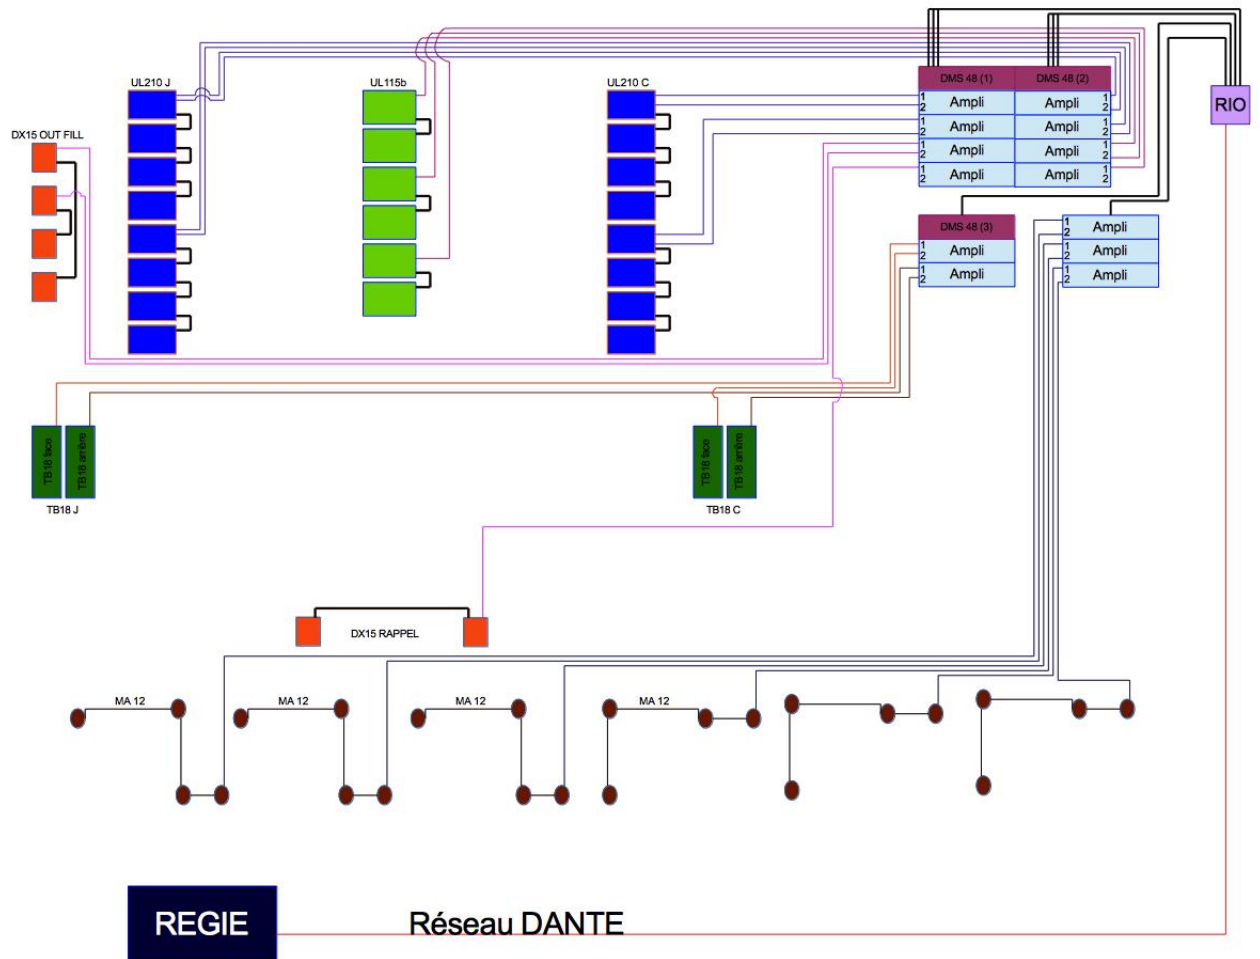 UL210 J
UL115b
UL210 C
DMS 48 (1)
DMS 48 (2)
RIO
1
2
Ampli
Ampli
1
2
1
2
Ampli
Ampli
1
2
1
2
Ampli
Ampli
1
2
1
2
Ampli
Ampli
1
2
DX15 OUT FILL
DMS 48 (3)
1
2
Ampli
1
2
Ampli
1
2
Ampli
1
2
Ampli
1
2
Ampli
TB18 face
TB18 arrière
TB18 J
TB18 face
TB18 arrière
TB18 C
DX15 RAPPEL
MA 12
MA 12
MA 12
MA 12
REGIE
Réseau DANTE